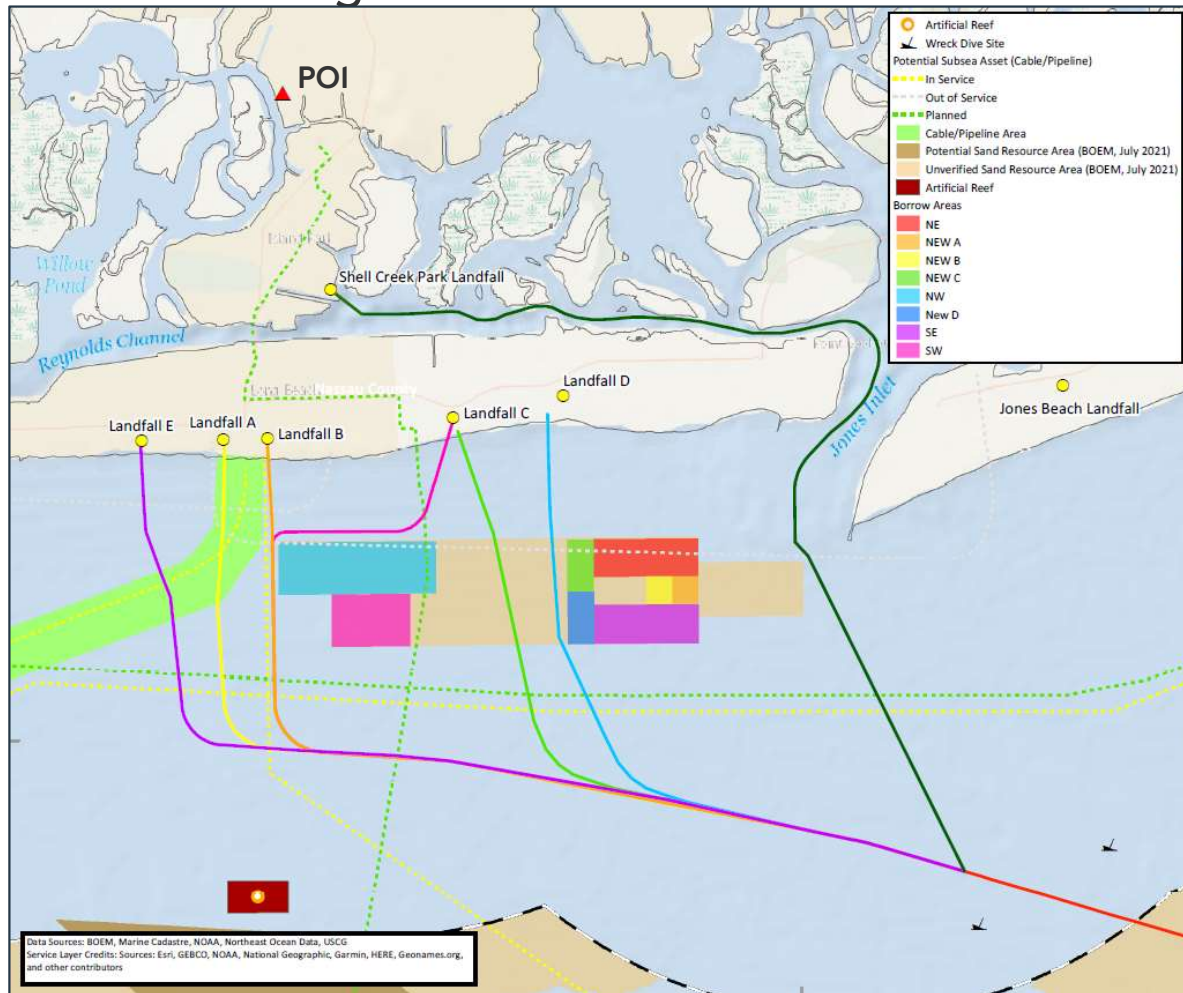 POI
Artificial Reef
Wreck Dive Site
Potential Subsea Asset (Cable/Pipeline)
In Service
Out of Service
Planned
Cable/Pipeline Area
Potential Sand Resource Area (BOEM, July 2021)
Unverified Sand Resource Area (BOEM, July 2021)
Artificial Reef
Borrow Areas
NE
NEW A
NEW B
NEW C
NW
New D
SE
SW
Island Park
Willow
Pond
Shell Creek Park Landfall
Reynolds Channel
Nassau County
Landfall D
Landfall C
Jones Beach Landfall
Landfall E
Landfall A
Landfall B
Jones Inlet
Data Sources: BOEM, Marine Cadastre, NOAA, Northeast Ocean Data, USCG
Service Layer Credits: Sources: Esri, GEBCO, NOAA, National Geographic, Garmin, HERE, Geonames.org,
and other contributors